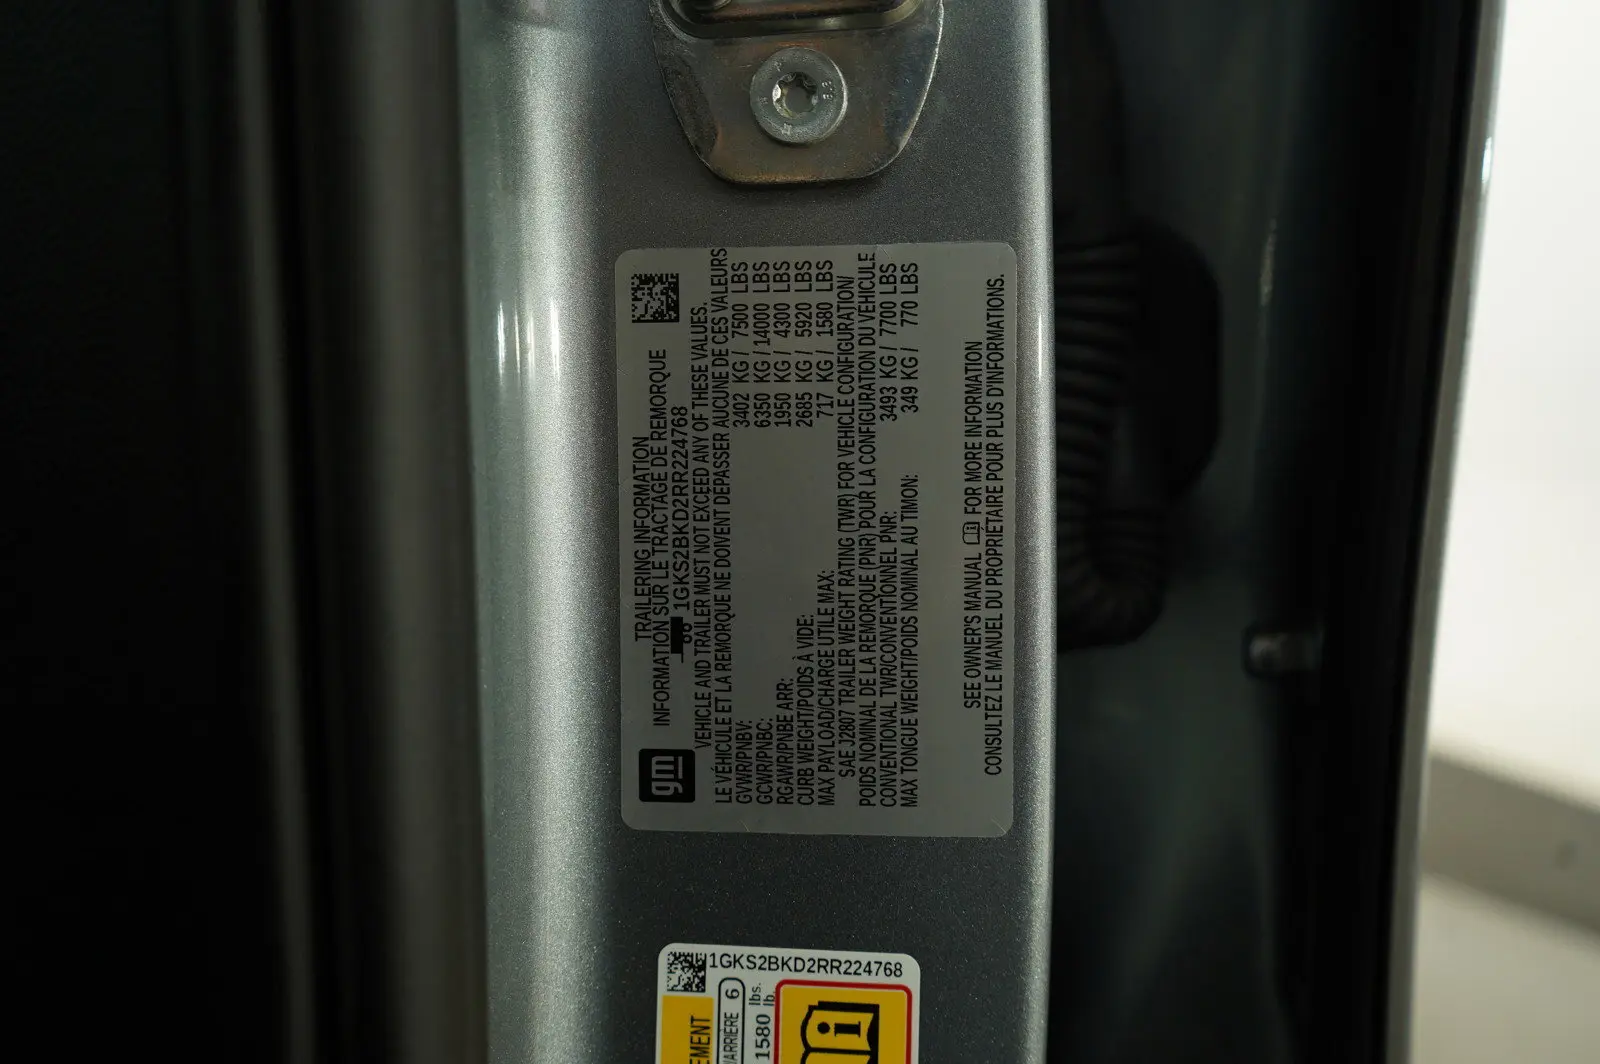 TRAILERING INFORMATION
INFORMATION SUR LE TRACTAGE DE REMORQUE
1GKS2BKD2RR224768
VEHICLE AND TRAILER MUST NOT EXCEED ANY OF THESE VALUES.
LE VÉHICULE ET LA REMORQUE NE DOIVENT DÉPASSER AUCUNE DE CES VALEURS
GVWR/PNBV: 3402 KG / 7500 LBS
GCWR/PNBC: 6350 KG / 14000 LBS
RGAWR/PNBE ARR: 1950 KG / 4300 LBS
CURB WEIGHT/POIDS À VIDE: 2685 KG / 5920 LBS
MAX PAYLOAD/CHARGE UTILE MAX: 717 KG / 1580 LBS
SAE J2807 TRAILER WEIGHT RATING (TWR) FOR VEHICLE CONFIGURATION/
POIDS NOMINAL DE LA REMORQUE (PNR) POUR LA CONFIGURATION DU VÉHICULE
CONVENTIONAL TWR/CONVENTIONNEL PNR: 3493 KG / 7700 LBS
MAX TONGUE WEIGHT/POIDS NOMINAL AU TIMON: 349 KG / 770 LBS
SEE OWNER'S MANUAL FOR MORE INFORMATION
CONSULTEZ LE MANUEL DU PROPRIÉTAIRE POUR PLUS D'INFORMATIONS.
gm
8.8
1GKS2BKD2RR224768
ARRIÈRE 6
lbs.
1580 lb.